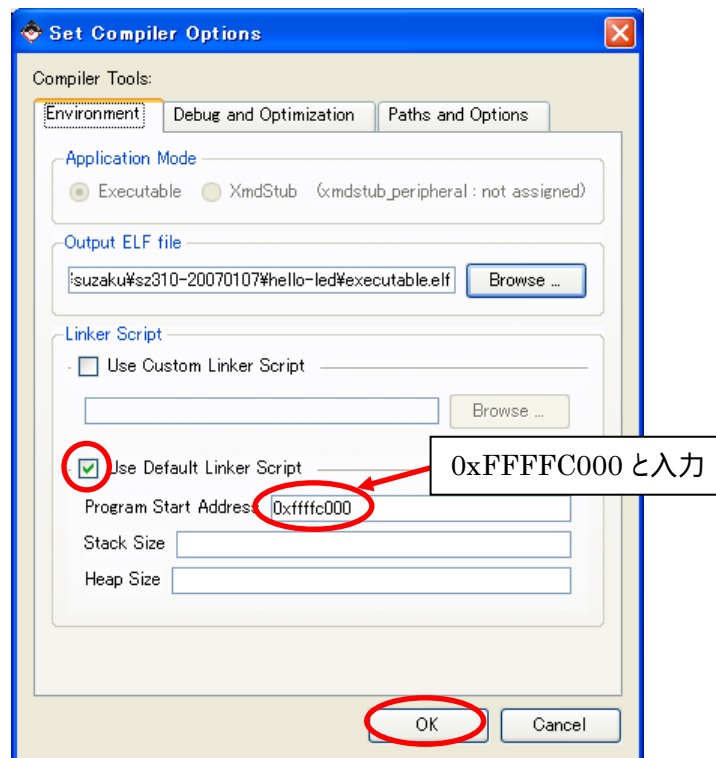 Set Compiler Options
Compiler Tools:
Environment Debug and Optimization Paths and Options
Application Mode
Executable XmdStub (xmdstub_peripheral : not assigned)
Output ELF file
suzaku¥sz310-20070107¥hello-led¥executable.elf Browse ...
Linker Script
Use Custom Linker Script
Browse ...
Use Default Linker Script
0xFFFFC000 と入力
Program Start Address 0xffffc000
Stack Size
Heap Size
OK Cancel